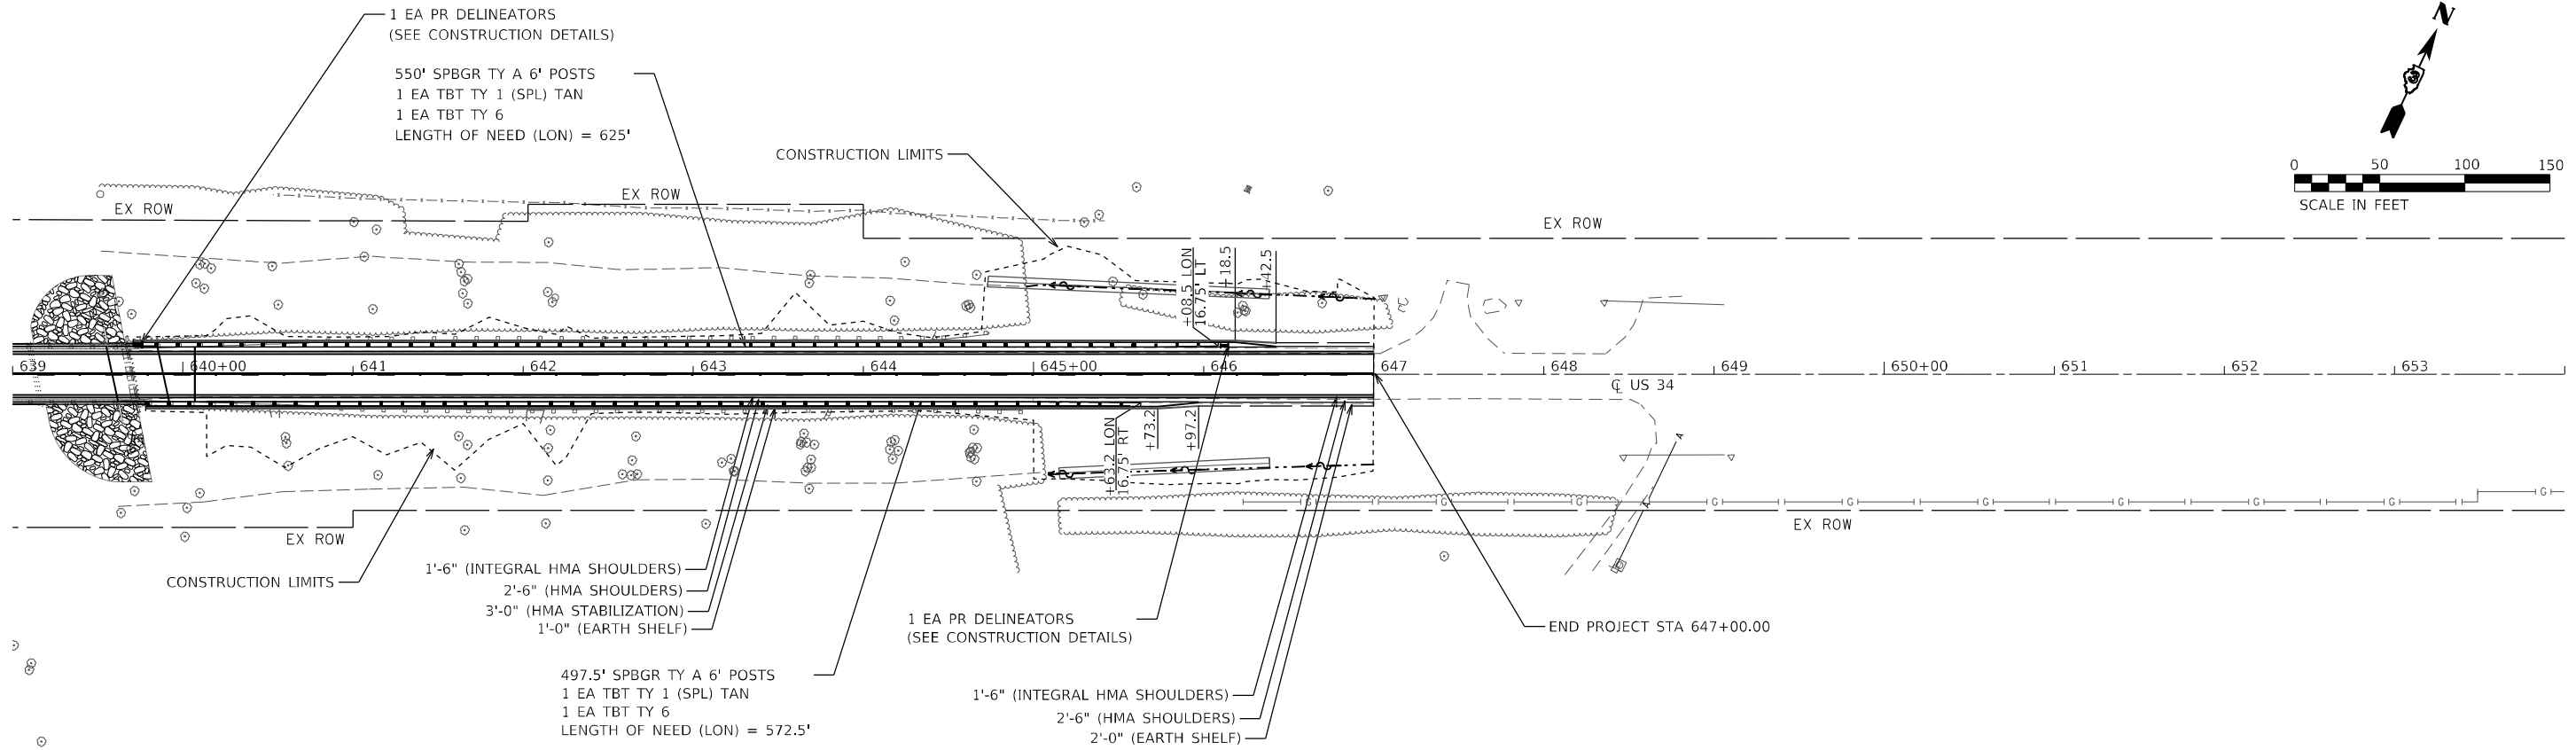 1 EA PR DELINEATORS
(SEE CONSTRUCTION DETAILS)
550' SPBGR TY A 6' POSTS
1 EA TBT TY 1 (SPL) TAN
1 EA TBT TY 6
LENGTH OF NEED (LON) = 625'
CONSTRUCTION LIMITS
N
3
0 50 100 150
SCALE IN FEET
EX ROW
EX ROW
EX ROW
+08.5 LON
16.75' LT
+18.5
+42.5
639 640+00 641 642 643 644 645+00 646 647 648 649 650+00 651 652 653
℄ US 34
+63.2 LON
16.75' RT
+73.2
+97.2
A
A
G G G G G G G G G G
EX ROW
EX ROW
CONSTRUCTION LIMITS
1'-6" (INTEGRAL HMA SHOULDERS)
2'-6" (HMA SHOULDERS)
3'-0" (HMA STABILIZATION)
1'-0" (EARTH SHELF)
1 EA PR DELINEATORS
(SEE CONSTRUCTION DETAILS)
END PROJECT STA 647+00.00
497.5' SPBGR TY A 6' POSTS
1 EA TBT TY 1 (SPL) TAN
1 EA TBT TY 6
LENGTH OF NEED (LON) = 572.5'
1'-6" (INTEGRAL HMA SHOULDERS)
2'-6" (HMA SHOULDERS)
2'-0" (EARTH SHELF)